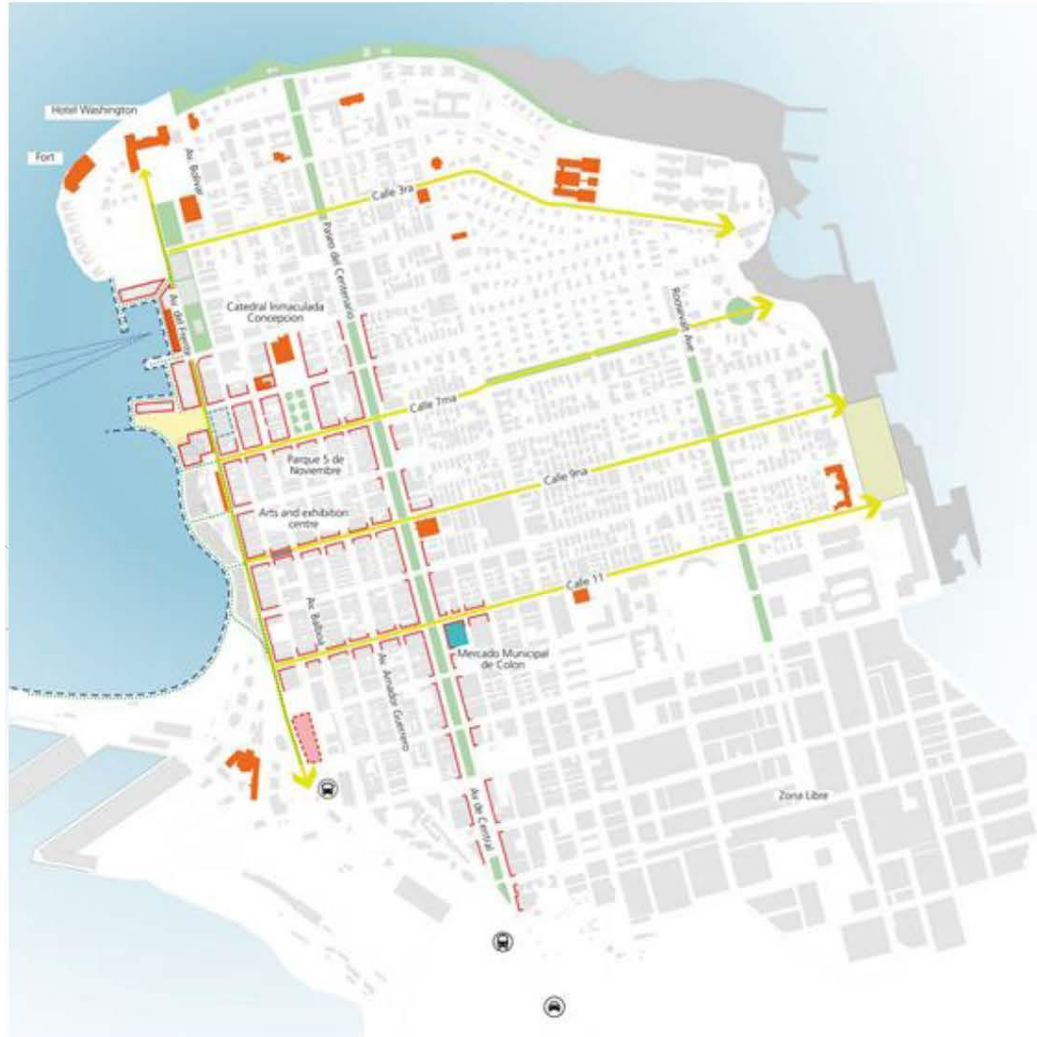 Hotel Washington
Fort
Av. Bolivar
Calle 3ra
Paseo del Centenario
Av. del Frente
Catedral Inmaculada
Concepcion
Roosevalt Ave
Calle 7ma
Parque 5 de
Noviembre
Calle 9na
Arts and exhibition
centre
Calle 11
Av. Balboa
Av. Amador Guerrero
Mercado Municipal
de Colon
Av. de Central
Zona Libre